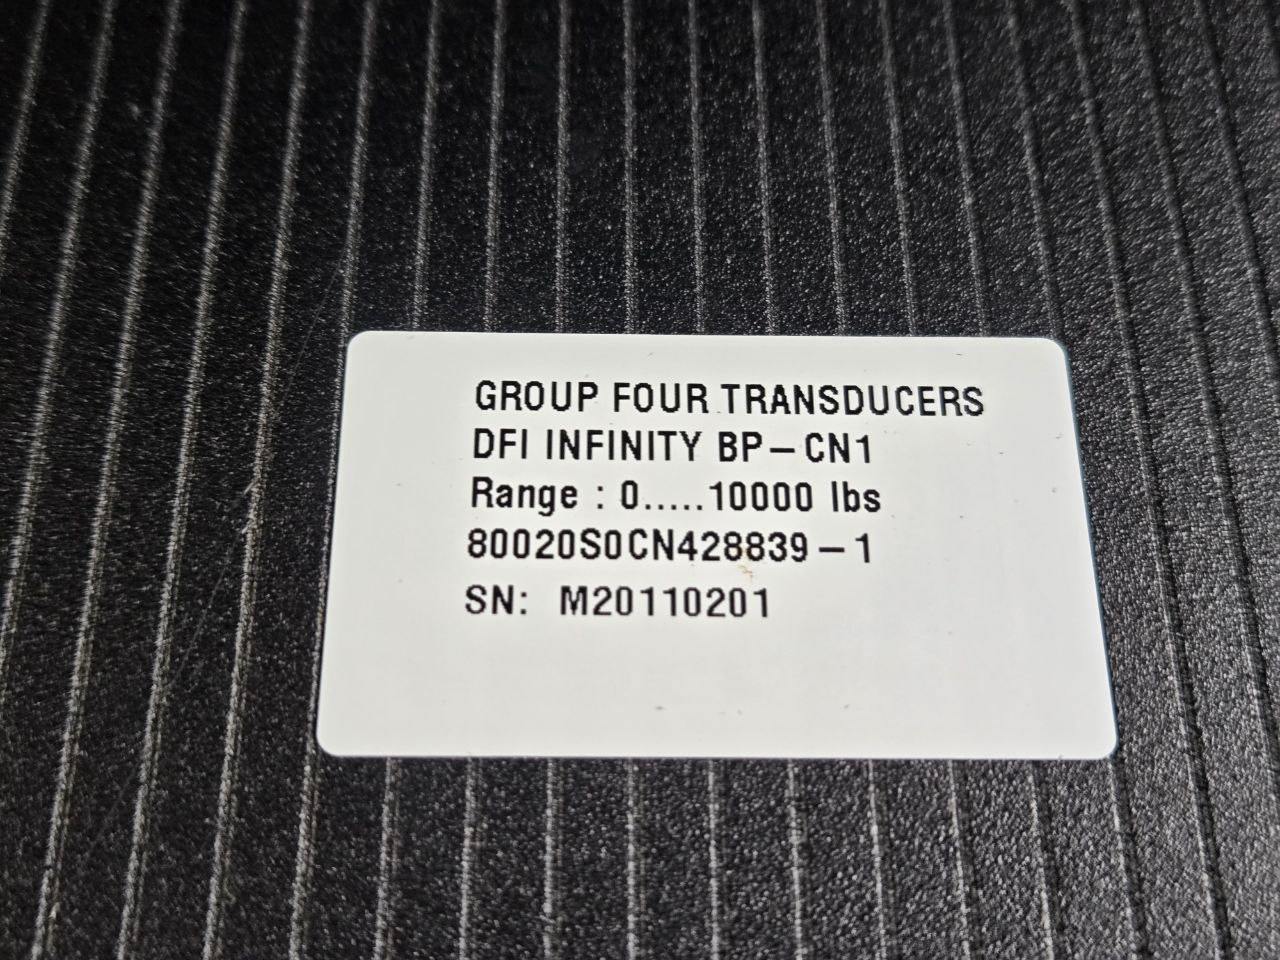 GROUP FOUR TRANSDUCERS
DFI INFINITY BP-CN1
Range : 0.....10000 lbs
80020S0CN428839-1
SN: M20110201